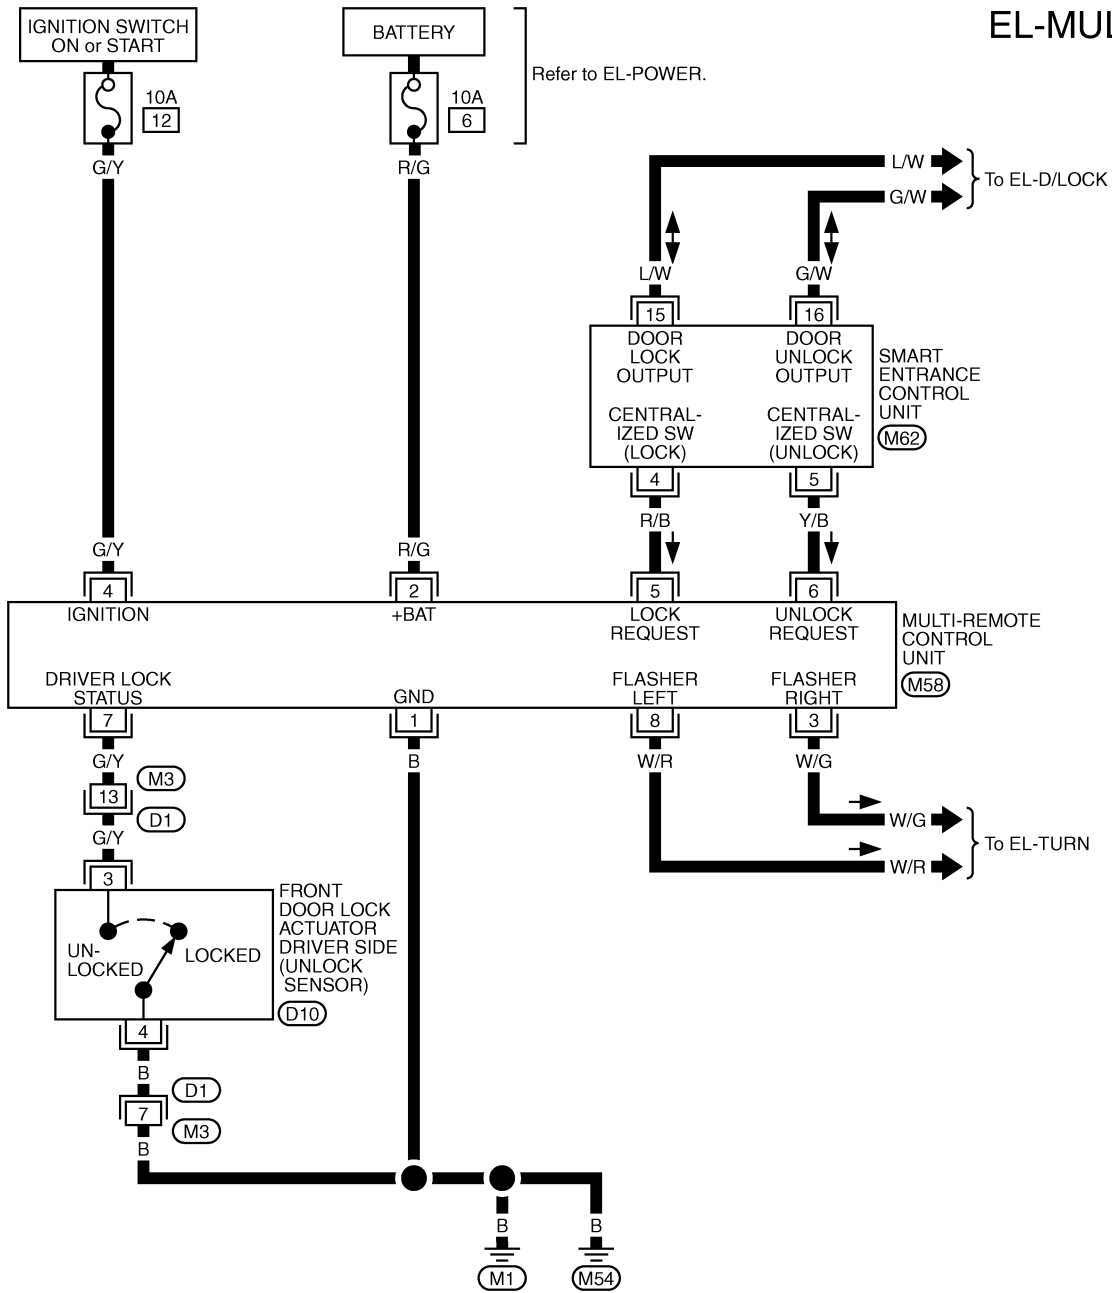 EL-MUL
IGNITION SWITCH
ON or START
BATTERY
Refer to EL-POWER.
10A
12
10A
6
G/Y
R/G
L/W
G/W
To EL-D/LOCK
L/W
G/W
15
16
DOOR
LOCK
OUTPUT
DOOR
UNLOCK
OUTPUT
CENTRAL-
IZED SW
(LOCK)
CENTRAL-
IZED SW
(UNLOCK)
SMART
ENTRANCE
CONTROL
UNIT
M62
4
5
R/B
Y/B
G/Y
R/G
4
2
5
6
IGNITION
+BAT
LOCK
REQUEST
UNLOCK
REQUEST
MULTI-REMOTE
CONTROL
UNIT
M58
DRIVER LOCK
STATUS
GND
FLASHER
LEFT
FLASHER
RIGHT
7
1
8
3
G/Y
B
W/R
W/G
M3
13
D1
G/Y
W/G
W/R
To EL-TURN
3
UN-
LOCKED
LOCKED
FRONT
DOOR LOCK
ACTUATOR
DRIVER SIDE
(UNLOCK
SENSOR)
D10
4
B
D1
7
M3
B
B
B
M1
M54